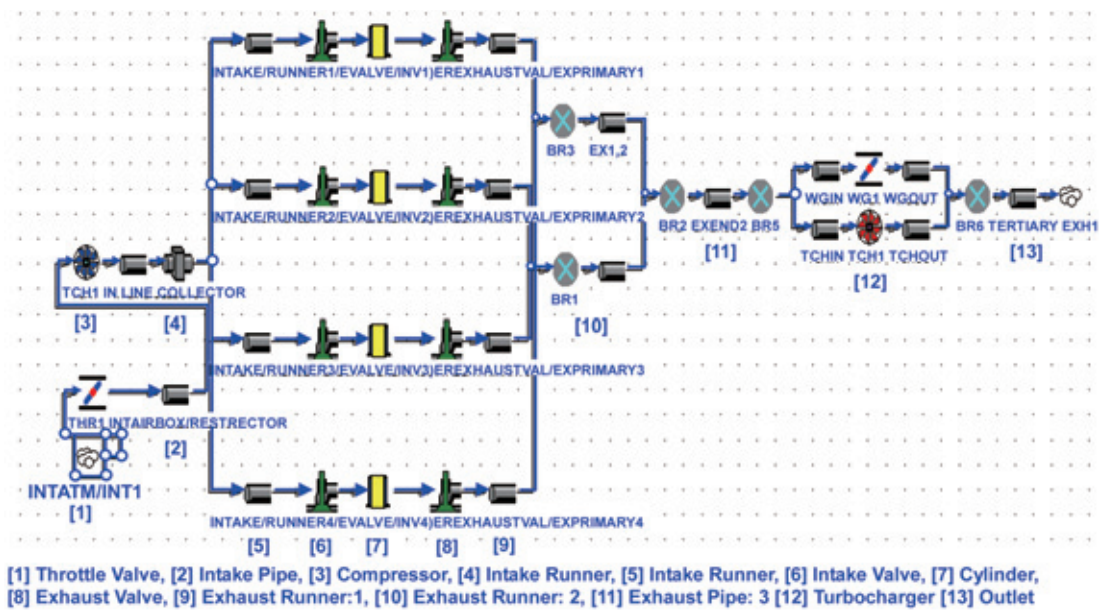 INTAKE/RUNNER1/EVALVE/INV1)EREXHAUSTVAL/EXPRIMARY1
BR3 EX1,2
INTAKE/RUNNER2/EVALVE/INV2)EREXHAUSTVAL/EXPRIMARY2
WGIN WG1 WGOUT
BR2 EXEND2 BR5
BR6 TERTIARY EXH1
[11]
[13]
TCHIN TCH1 TCHOUT
[12]
TCH1 IN LINE COLLECTOR
BR1
[3]
[4]
[10]
INTAKE/RUNNER3/EVALVE/INV3)EREXHAUSTVAL/EXPRIMARY3
THR1 INTAIRBOX/RESTRECTOR
[2]
INTATM/INT1
[1]
INTAKE/RUNNER4/EVALVE/INV4)EREXHAUSTVAL/EXPRIMARY4
[5] [6] [7] [8] [9]
[1] Throttle Valve, [2] Intake Pipe, [3] Compressor, [4] Intake Runner, [5] Intake Runner, [6] Intake Valve, [7] Cylinder,
[8] Exhaust Valve, [9] Exhaust Runner:1, [10] Exhaust Runner: 2, [11] Exhaust Pipe: 3 [12] Turbocharger [13] Outlet